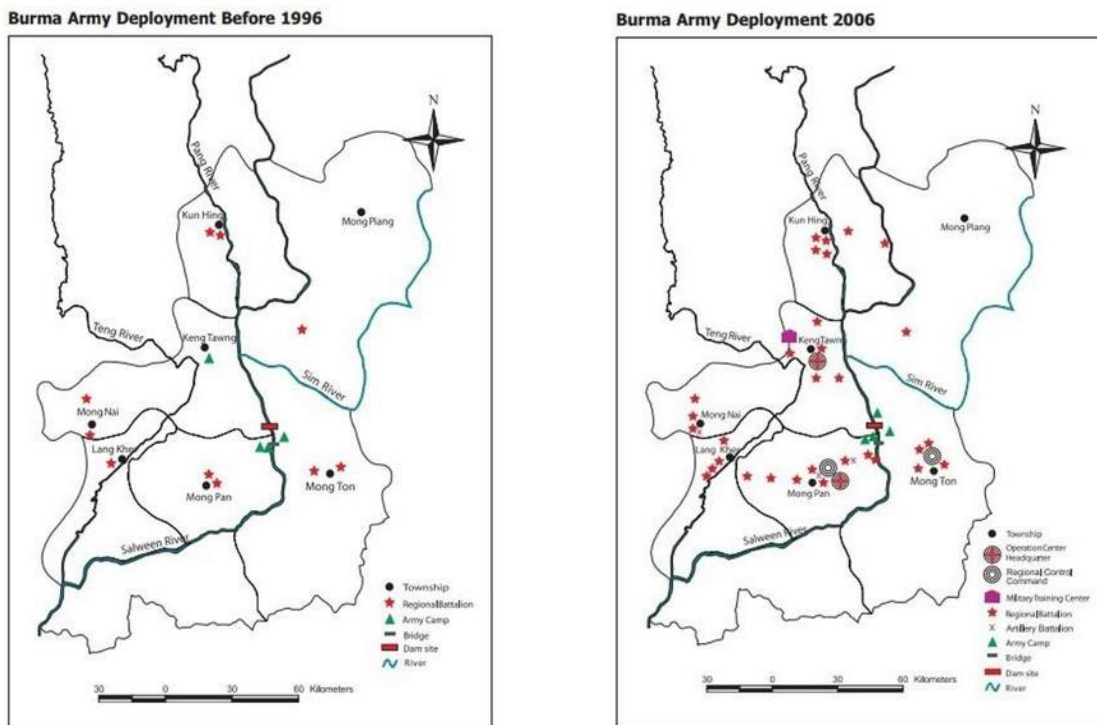 Burma Army Deployment Before 1996
N
Pang River
Kun Hing
Mong Piang
Teng River
Keng Tawng
Sim River
Mong Nai
Lang Kher
Mong Pan
Mong Ton
Salween River
Township
Regional Battalion
Army Camp
Bridge
Dam site
River
30 0 30 60 Kilometers
Burma Army Deployment 2006
N
Pang River
Kun Hing
Mong Piang
Teng River
Keng Tawng
Sim River
Mong Nai
Lang Kher
Mong Pan
Mong Ton
Salween River
Township
Operation Center
Headquarter
Regional Control
Command
Military Training Center
Regional Battalion
x Artillery Battalion
Army Camp
Bridge
Dam site
River
30 0 30 60 Kilometers